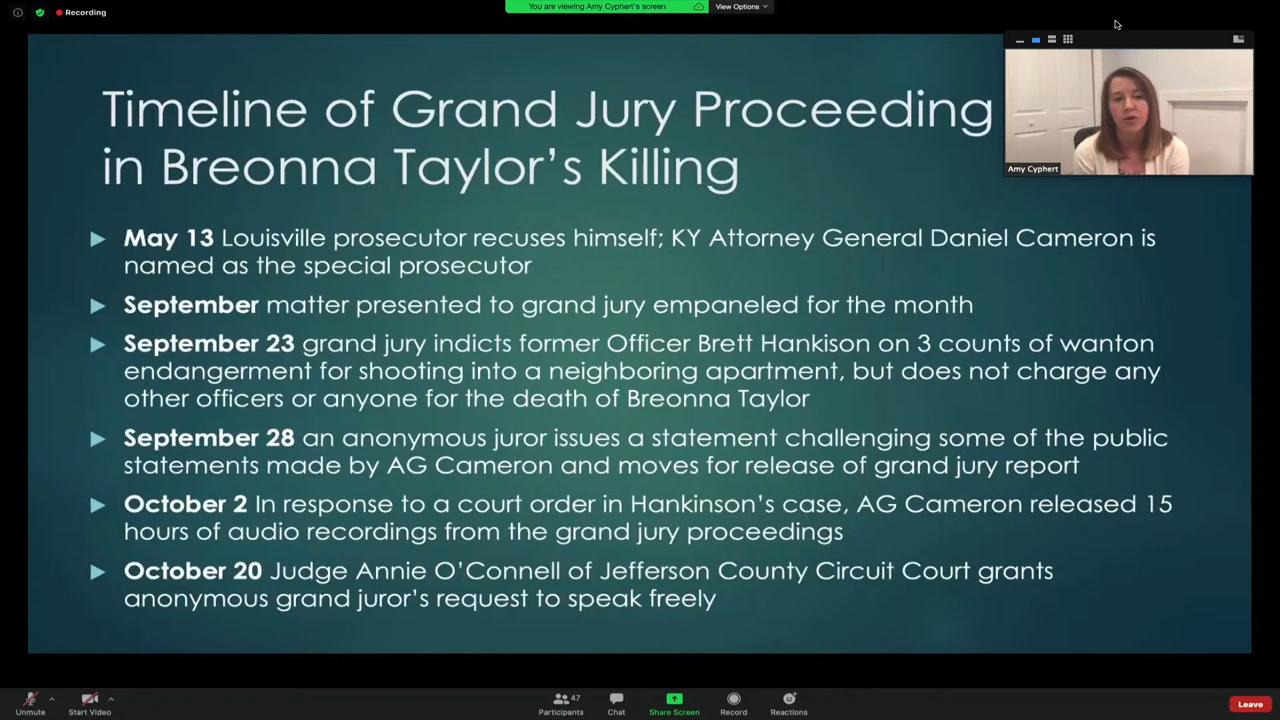 Recording
You are viewing Amy Cyphert's screen
View Options
Timeline of Grand Jury Proceeding
in Breonna Taylor's Killing
Amy Cyphert
May 13 Louisville prosecutor recuses himself; KY Attorney General Daniel Cameron is
named as the special prosecutor
September matter presented to grand jury empaneled for the month
September 23 grand jury indicts former Officer Brett Hankison on 3 counts of wanton
endangerment for shooting into a neighboring apartment, but does not charge any
other officers or anyone for the death of Breonna Taylor
September 28 an anonymous juror issues a statement challenging some of the public
statements made by AG Cameron and moves for release of grand jury report
October 2 In response to a court order in Hankinson's case, AG Cameron released 15
hours of audio recordings from the grand jury proceedings
October 20 Judge Annie O'Connell of Jefferson County Circuit Court grants
anonymous grand juror's request to speak freely
Unmute
Start Video
Participants 47
Chat
Share Screen
Record
Reactions
Leave